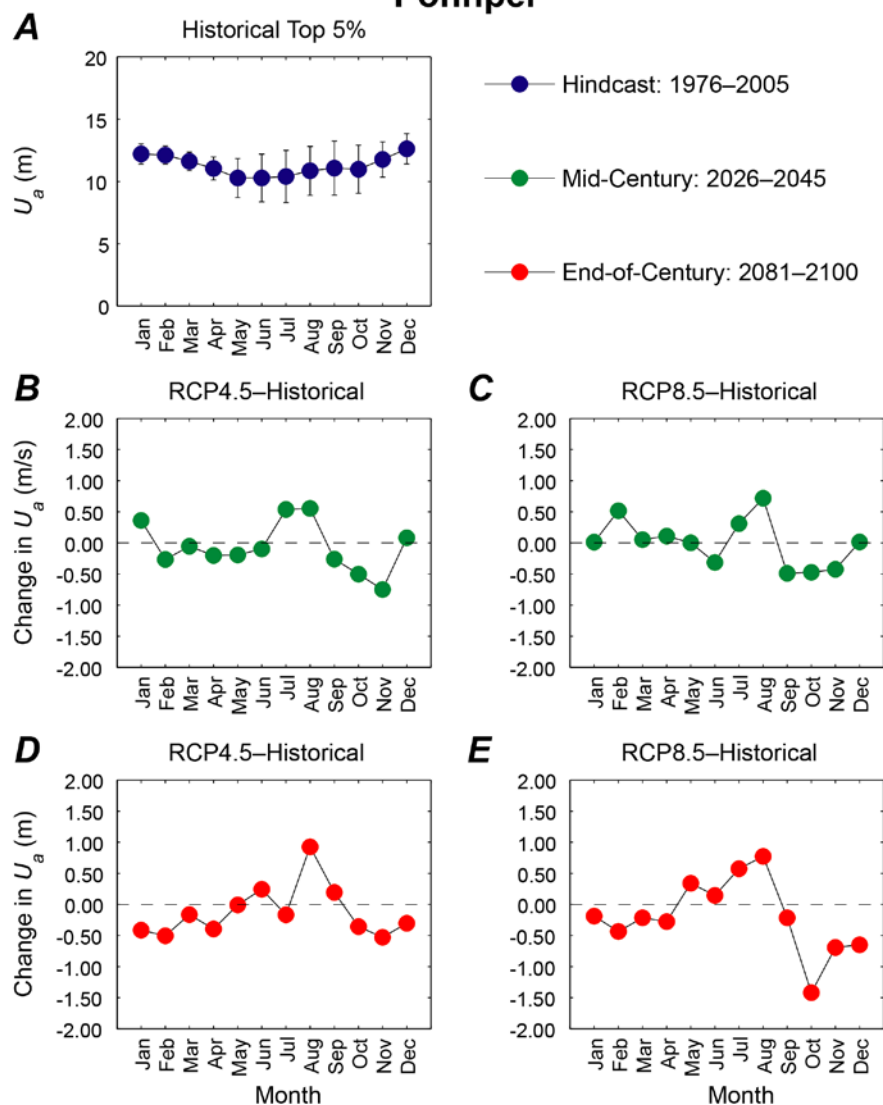 A
Historical Top 5%
20
15
10
5
0
U_a (m)
Jan Feb Mar Apr May Jun Jul Aug Sep Oct Nov Dec
Hindcast: 1976–2005
Mid-Century: 2026–2045
End-of-Century: 2081–2100
B
RCP4.5–Historical
2.00
1.50
1.00
0.50
0.00
-0.50
-1.00
-1.50
-2.00
Change in U_a (m/s)
Jan Feb Mar Apr May Jun Jul Aug Sep Oct Nov Dec
C
RCP8.5–Historical
2.00
1.50
1.00
0.50
0.00
-0.50
-1.00
-1.50
-2.00
Jan Feb Mar Apr May Jun Jul Aug Sep Oct Nov Dec
D
RCP4.5–Historical
2.00
1.50
1.00
0.50
0.00
-0.50
-1.00
-1.50
-2.00
Change in U_a (m)
Jan Feb Mar Apr May Jun Jul Aug Sep Oct Nov Dec
Month
E
RCP8.5–Historical
2.00
1.50
1.00
0.50
0.00
-0.50
-1.00
-1.50
-2.00
Jan Feb Mar Apr May Jun Jul Aug Sep Oct Nov Dec
Month